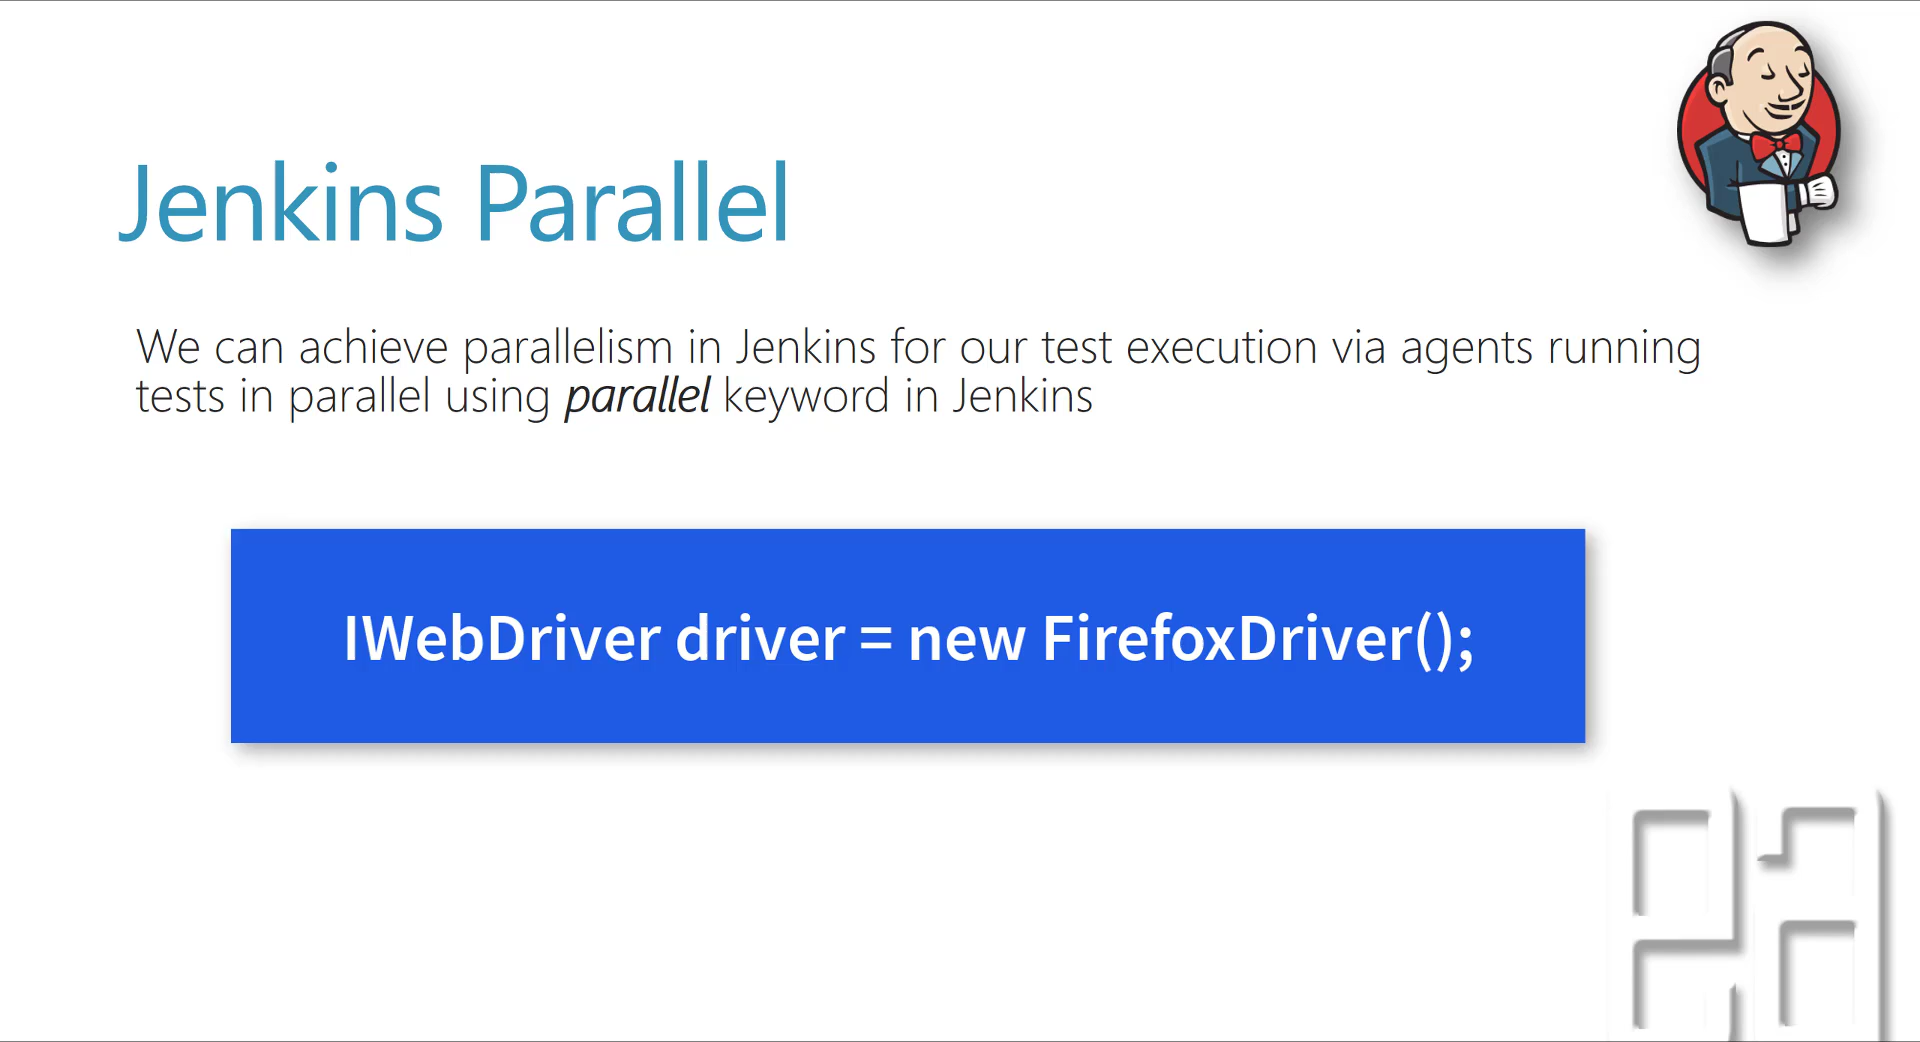 Jenkins Parallel
We can achieve parallelism in Jenkins for our test execution via agents running
tests in parallel using parallel keyword in Jenkins
IWebDriver driver = new FirefoxDriver();